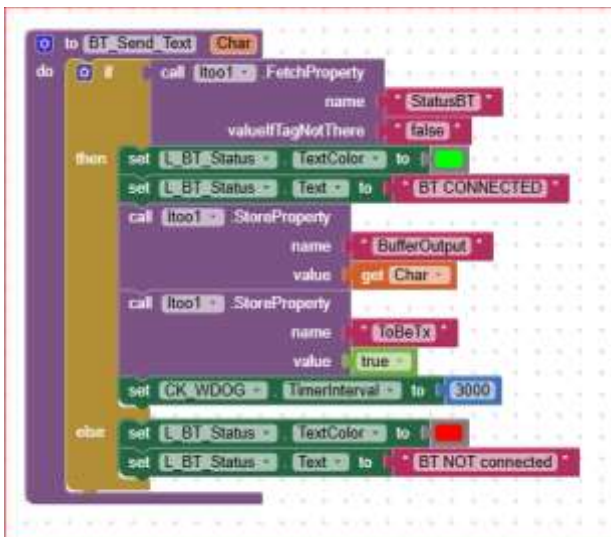 to BT_Send_Text Char
do if call Itoo1 .FetchProperty
name " StatusBT "
valueIfTagNotThere " false "
then set L_BT_Status . TextColor to
set L_BT_Status . Text to " BT CONNECTED "
call Itoo1 .StoreProperty
name " BufferOutput "
value get Char
call Itoo1 .StoreProperty
name " ToBeTx "
value true
set CK_WDOG . TimerInterval to 3000
else set L_BT_Status . TextColor to
set L_BT_Status . Text to " BT NOT connected "